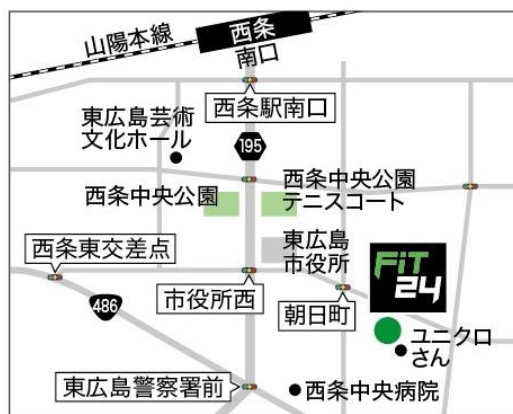 山陽本線
西条
南口
西条駅南口
東広島芸術
文化ホール
195
西条中央公園
西条中央公園
テニスコート
東広島
市役所
西条東交差点
市役所西
朝日町
FiT
24
486
ユニクロ
さん
東広島警察署前
西条中央病院